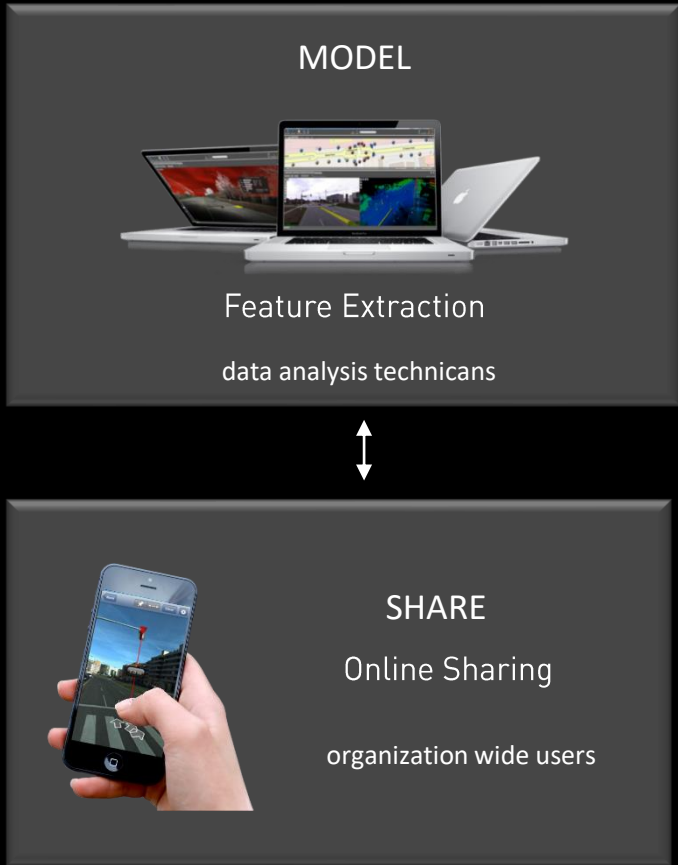 MODEL
Feature Extraction
data analysis technicans
SHARE
Online Sharing
organization wide users